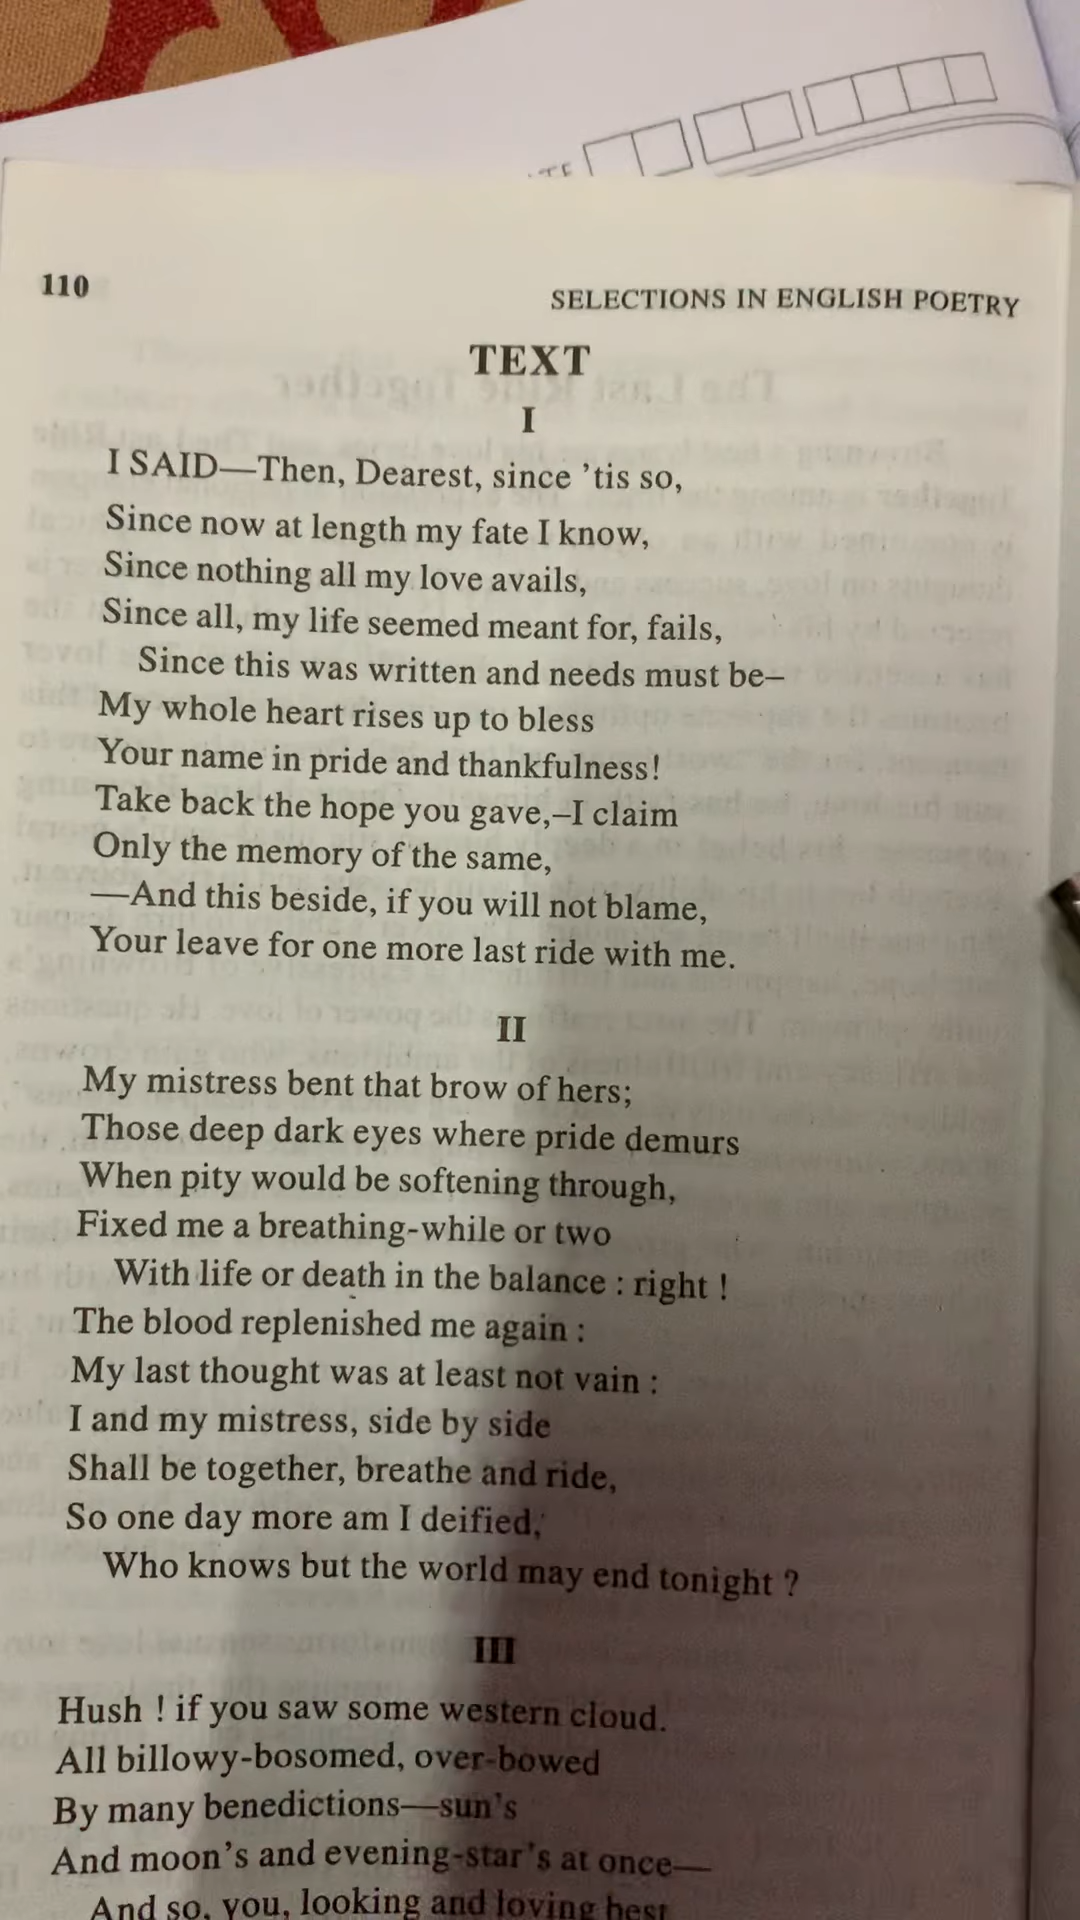 110
SELECTIONS IN ENGLISH POETRY
TEXT
I
I SAID—Then, Dearest, since ’tis so,
Since now at length my fate I know,
Since nothing all my love avails,
Since all, my life seemed meant for, fails,
Since this was written and needs must be–
My whole heart rises up to bless
Your name in pride and thankfulness!
Take back the hope you gave,–I claim
Only the memory of the same,
—And this beside, if you will not blame,
Your leave for one more last ride with me.
II
My mistress bent that brow of hers;
Those deep dark eyes where pride demurs
When pity would be softening through,
Fixed me a breathing-while or two
With life or death in the balance : right !
The blood replenished me again :
My last thought was at least not vain :
I and my mistress, side by side
Shall be together, breathe and ride,
So one day more am I deified,
Who knows but the world may end tonight ?
III
Hush ! if you saw some western cloud.
All billowy-bosomed, over-bowed
By many benedictions—sun’s
And moon’s and evening-star’s at once—
And so, you, looking and loving best